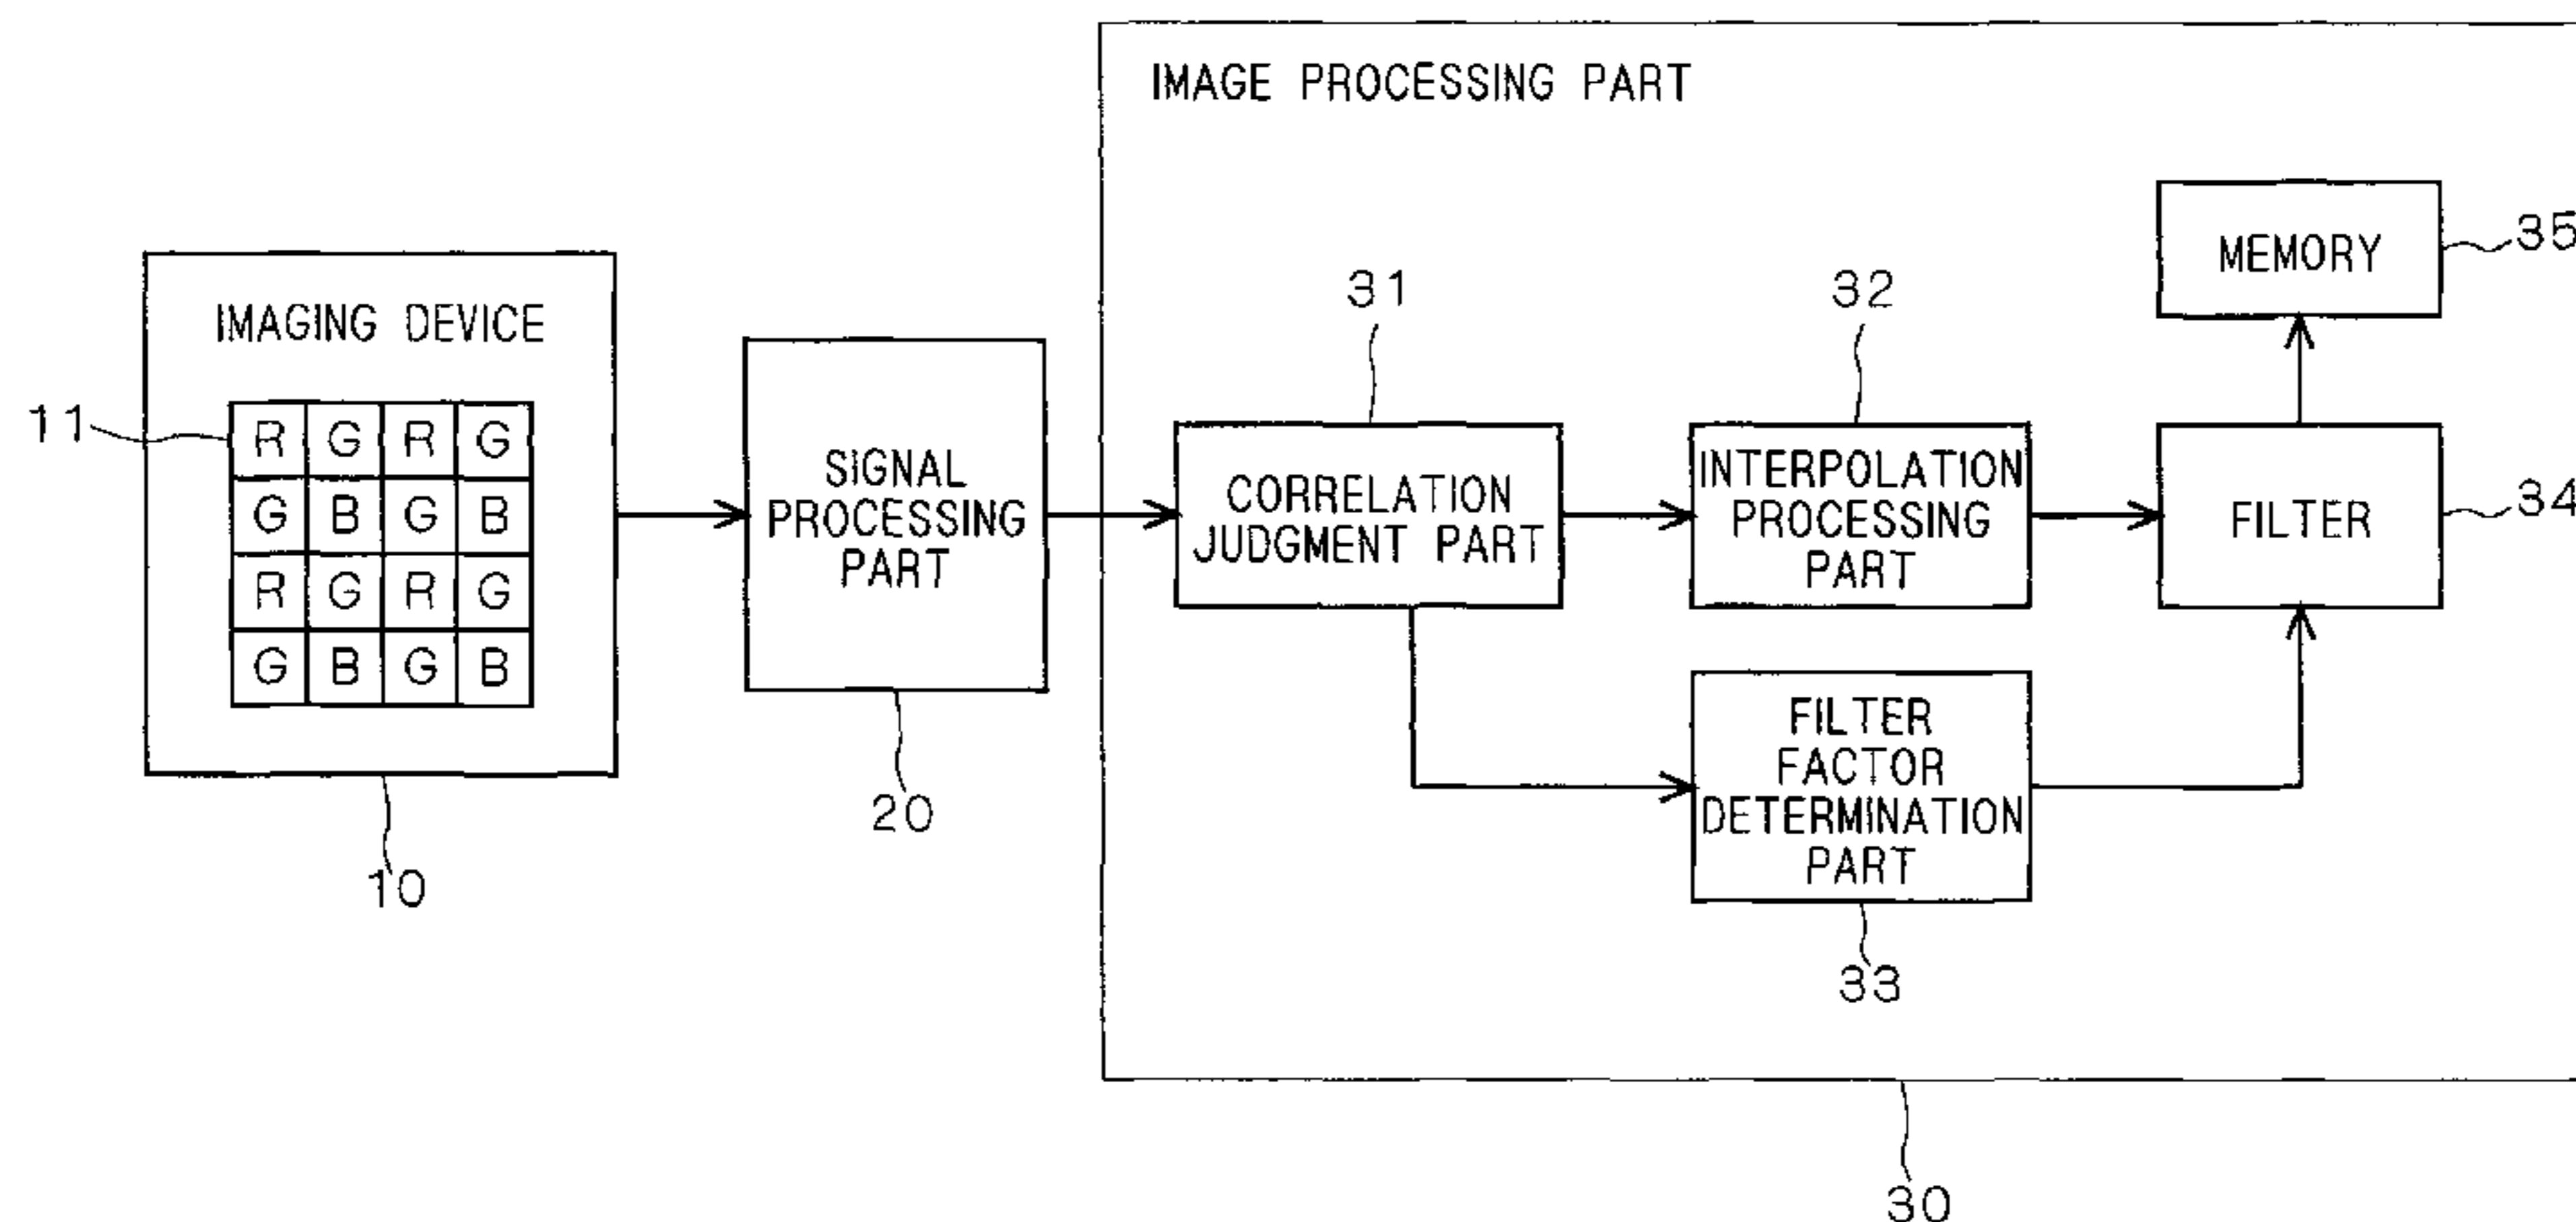 IMAGE PROCESSING PART
35
MEMORY
31
32
IMAGING DEVICE
11
R G R G
G B G B
R G R G
G B G B
10
SIGNAL
PROCESSING
PART
20
CORRELATION
JUDGMENT PART
INTERPOLATION
PROCESSING
PART
FILTER
34
FILTER
FACTOR
DETERMINATION
PART
33
30